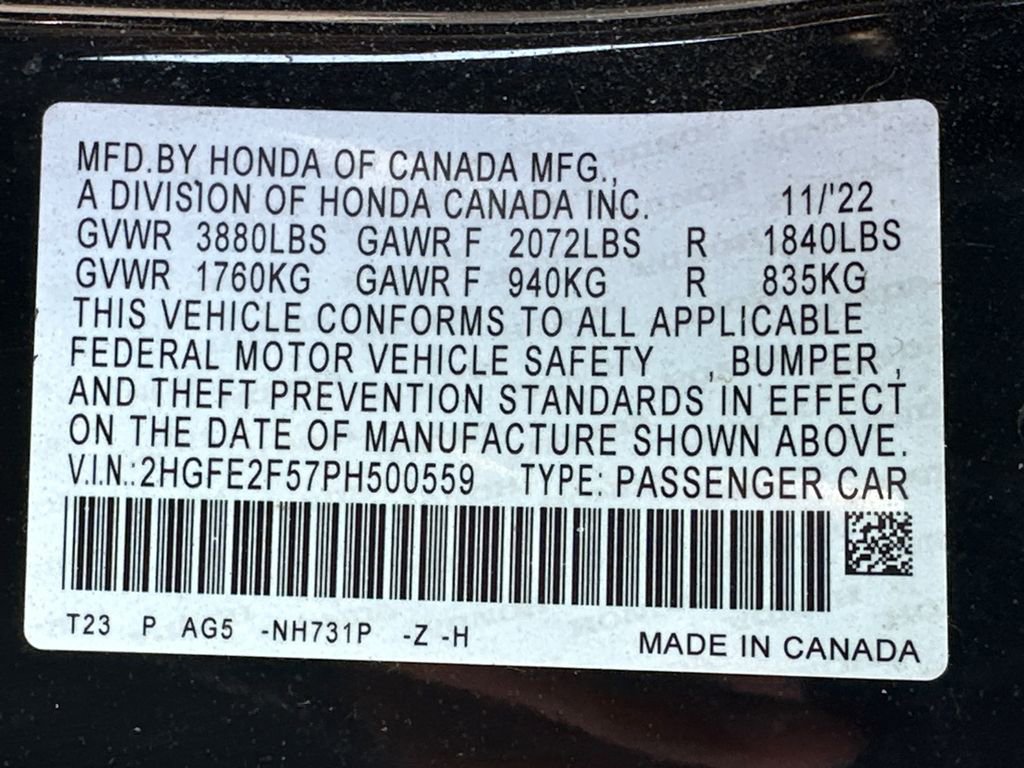 MFD.BY HONDA OF CANADA MFG.,
A DIVISION OF HONDA CANADA INC. 11/'22
GVWR 3880LBS GAWR F 2072LBS R 1840LBS
GVWR 1760KG GAWR F 940KG R 835KG
THIS VEHICLE CONFORMS TO ALL APPLICABLE
FEDERAL MOTOR VEHICLE SAFETY , BUMPER ,
AND THEFT PREVENTION STANDARDS IN EFFECT
ON THE DATE OF MANUFACTURE SHOWN ABOVE.
V.I.N.:2HGFE2F57PH500559 TYPE: PASSENGER CAR
T23 P AG5 -NH731P -Z -H
MADE IN CANADA